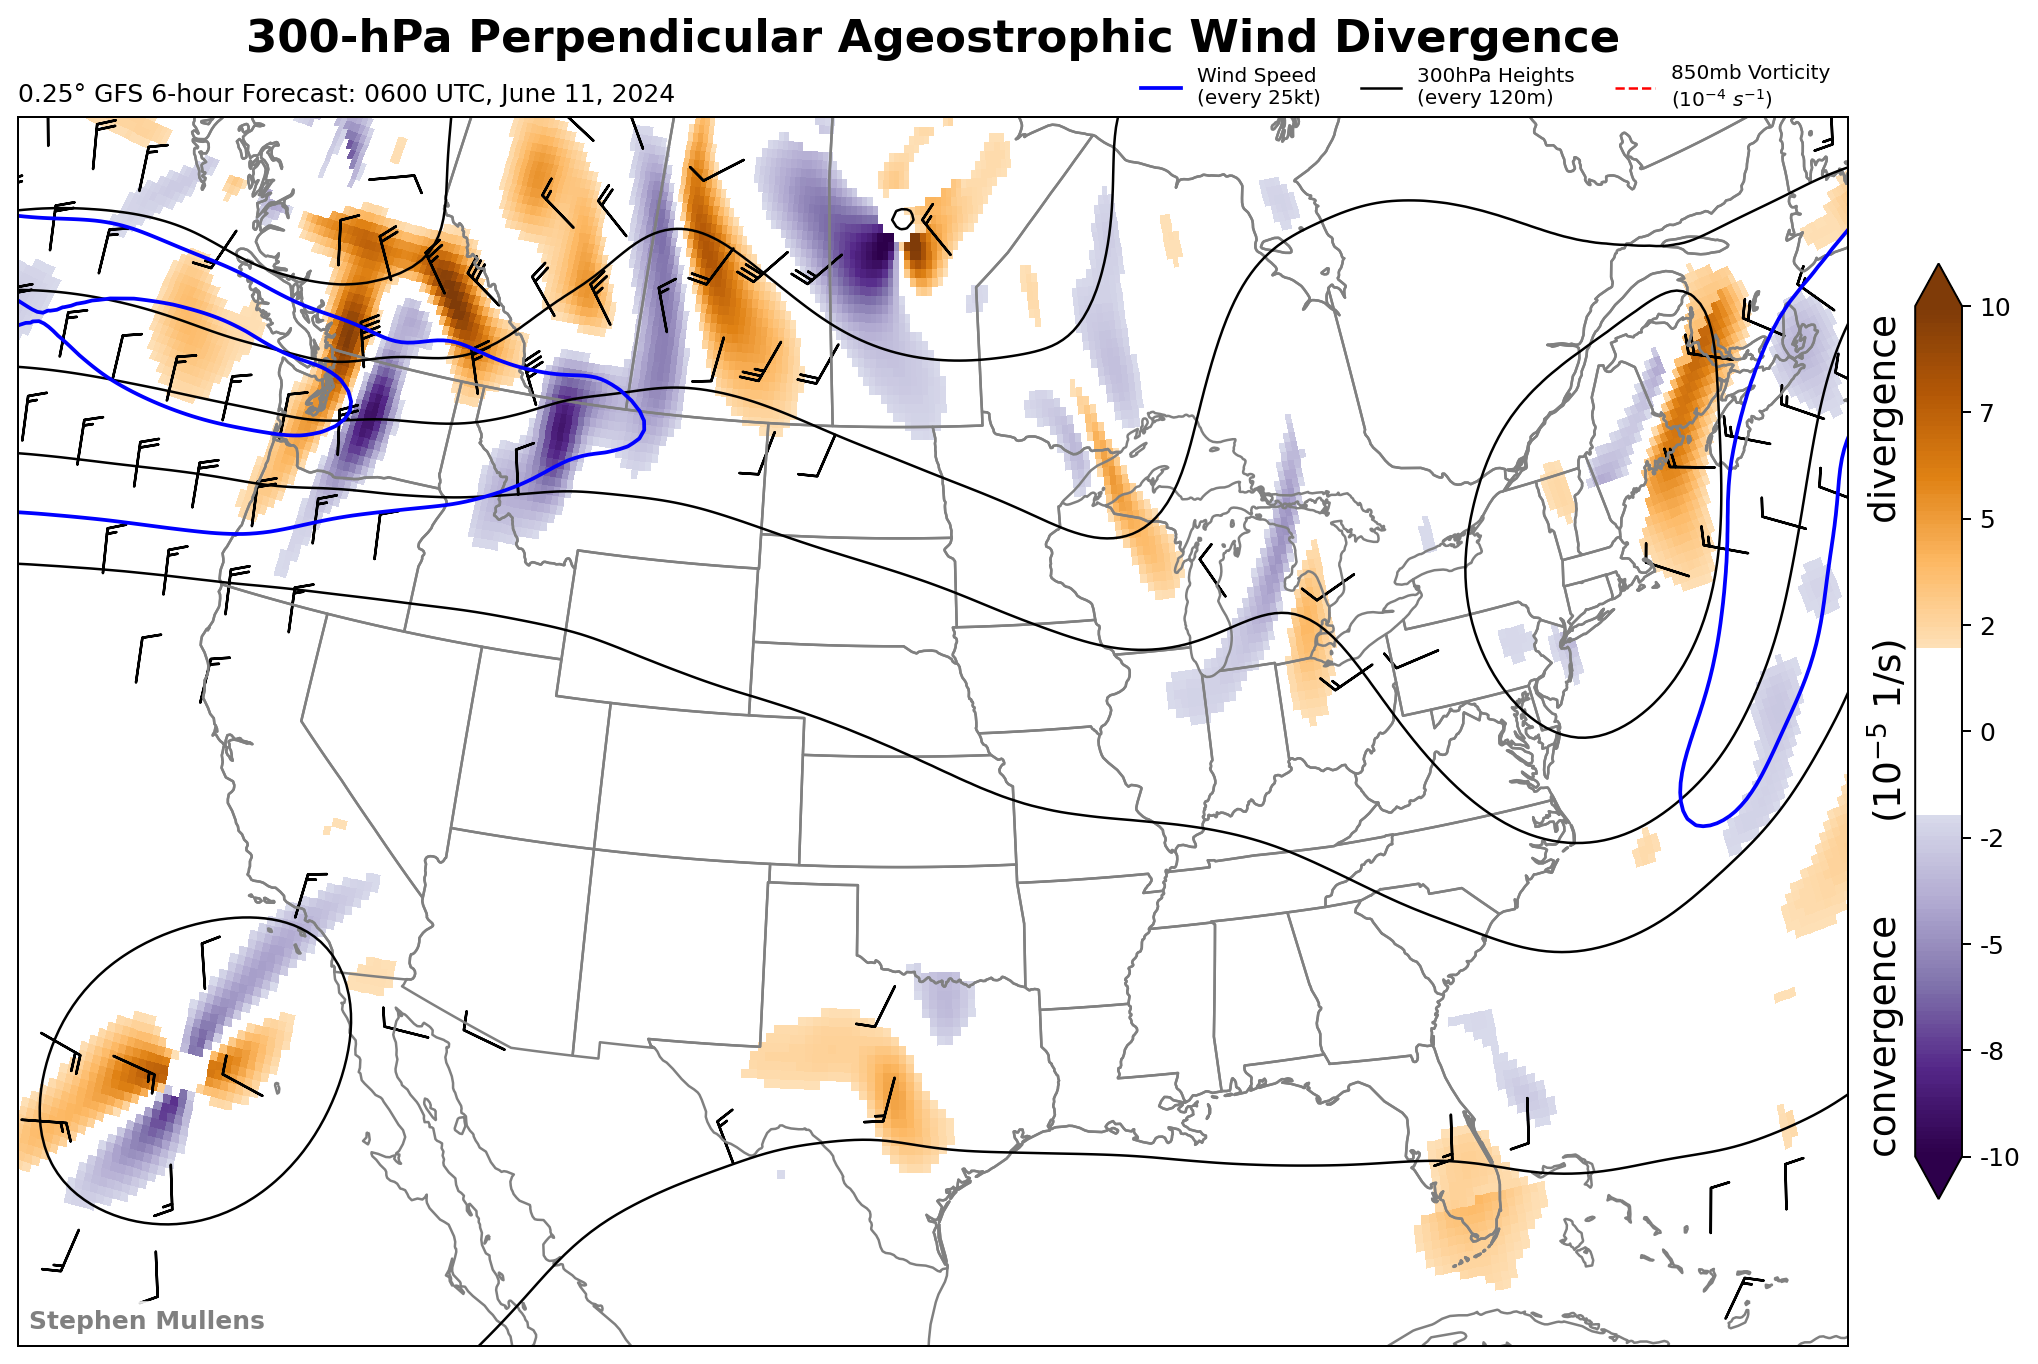 300-hPa Perpendicular Ageostrophic Wind Divergence
0.25° GFS 6-hour Forecast: 0600 UTC, June 11, 2024
Wind Speed
(every 25kt)
300hPa Heights
(every 120m)
850mb Vorticity
(10⁻⁴ s⁻¹)
10
7
5
2
0
-2
-5
-8
-10
convergence (10⁻⁵ 1/s) divergence
Stephen Mullens